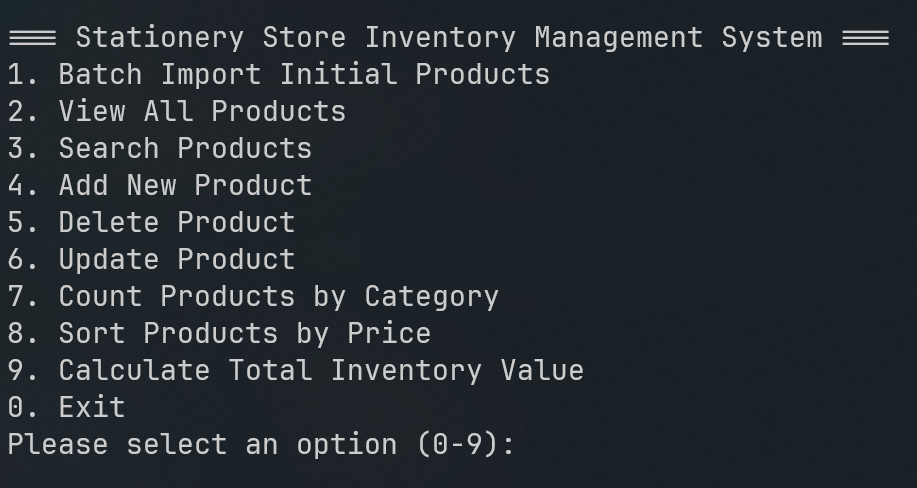 === Stationery Store Inventory Management System ===
1. Batch Import Initial Products
2. View All Products
3. Search Products
4. Add New Product
5. Delete Product
6. Update Product
7. Count Products by Category
8. Sort Products by Price
9. Calculate Total Inventory Value
0. Exit
Please select an option (0-9):